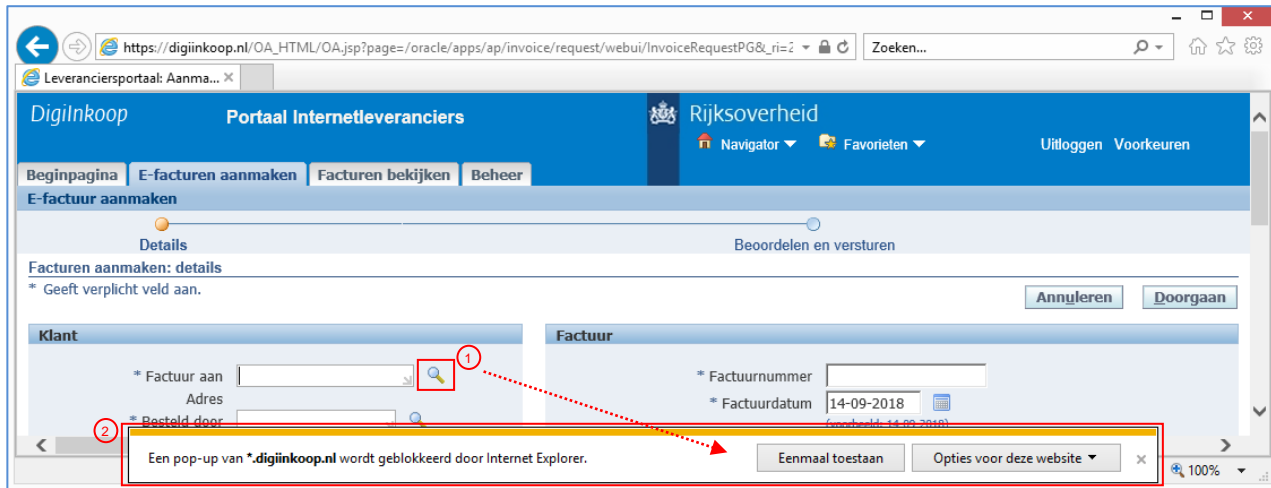 https://digiinkoop.nl/OA_HTML/OA.jsp?page=/oracle/apps/ap/invoice/request/webui/InvoiceRequestPG&_ri=2
Zoeken...
Leveranciersportaal: Aanma...
DigiInkoop Portaal Internetleveranciers Rijksoverheid
Navigator Favorieten Uitloggen Voorkeuren
Beginpagina E-facturen aanmaken Facturen bekijken Beheer
E-factuur aanmaken
Details Beoordelen en versturen
Facturen aanmaken: details
* Geeft verplicht veld aan.
Annuleren Doorgaan
Klant Factuur
1
* Factuur aan * Factuurnummer
Adres * Factuurdatum 14-09-2018
* Besteld door (voorbeeld: 14-09-2018)
2
Een pop-up van *.digiinkoop.nl wordt geblokkeerd door Internet Explorer. Eenmaal toestaan Opties voor deze website
100%